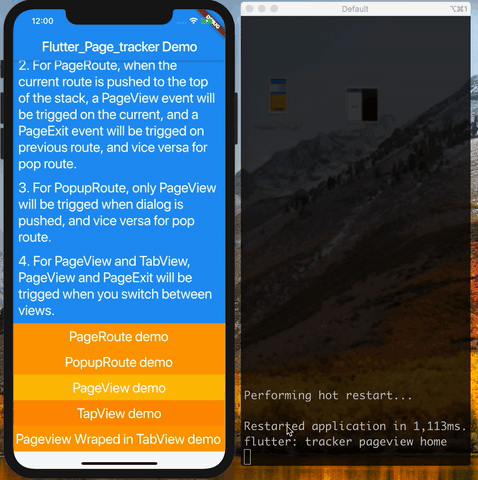 12:00
DEBUG
Flutter_Page_tracker Demo
2. For PageRoute, when the
current route is pushed to the top
of the stack, a PageView event will
be trigged on the current, and a
PageExit event will be trigged on
previous route, and vice versa for
pop route.
3. For PopupRoute, only PageView
will be trigged when dialog is
pushed, and vice versa for pop
route.
4. For PageView and TabView,
PageView and PageExit will be
trigged when you switch between
views.
PageRoute demo
PopupRoute demo
PageView demo
TapView demo
Pageview Wraped in TabView demo
Default
⌥⌘1
Performing hot restart...
Restarted application in 1,113ms.
flutter: tracker pageview home